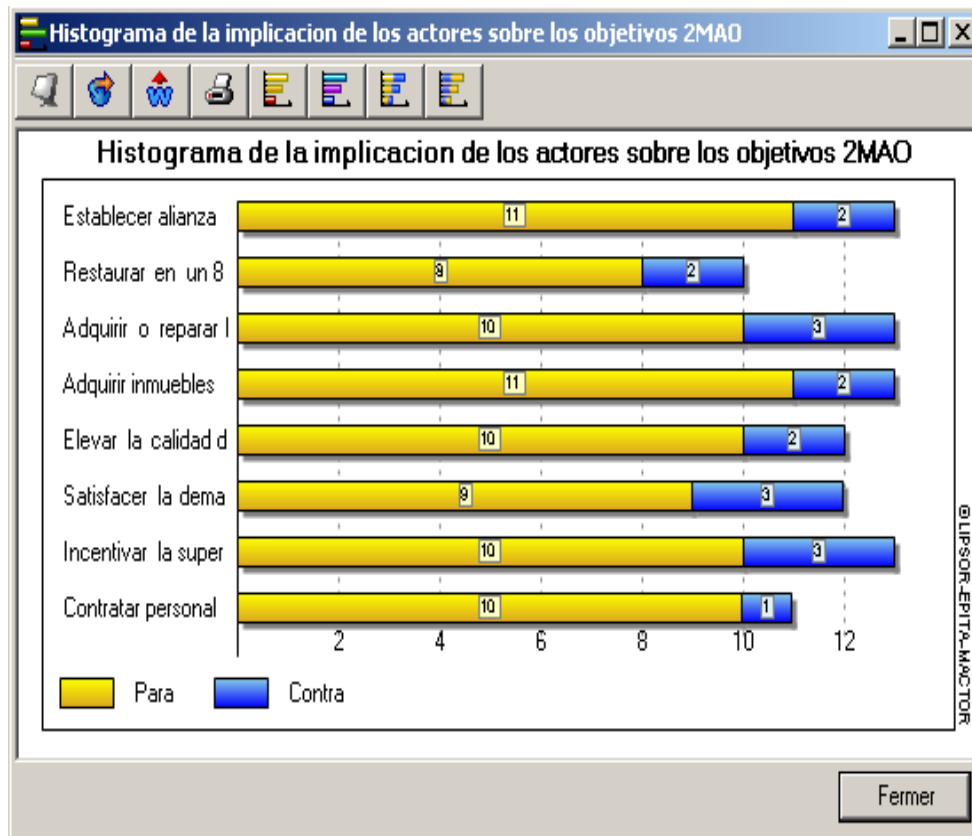 Histograma de la implicacion de los actores sobre los objetivos 2MAO
Histograma de la implicacion de los actores sobre los objetivos 2MAO
Establecer alianza 11 2
Restaurar en un 8 8 2
Adquirir o reparar l 10 3
Adquirir inmuebles 11 2
Elevar la calidad d 10 2
Satisfacer la dema 9 3
Incentivar la super 10 3
Contratar personal 10 1
2 4 6 8 10 12
Para Contra
© LIPSOR-EPITA-MACTOR
Fermer